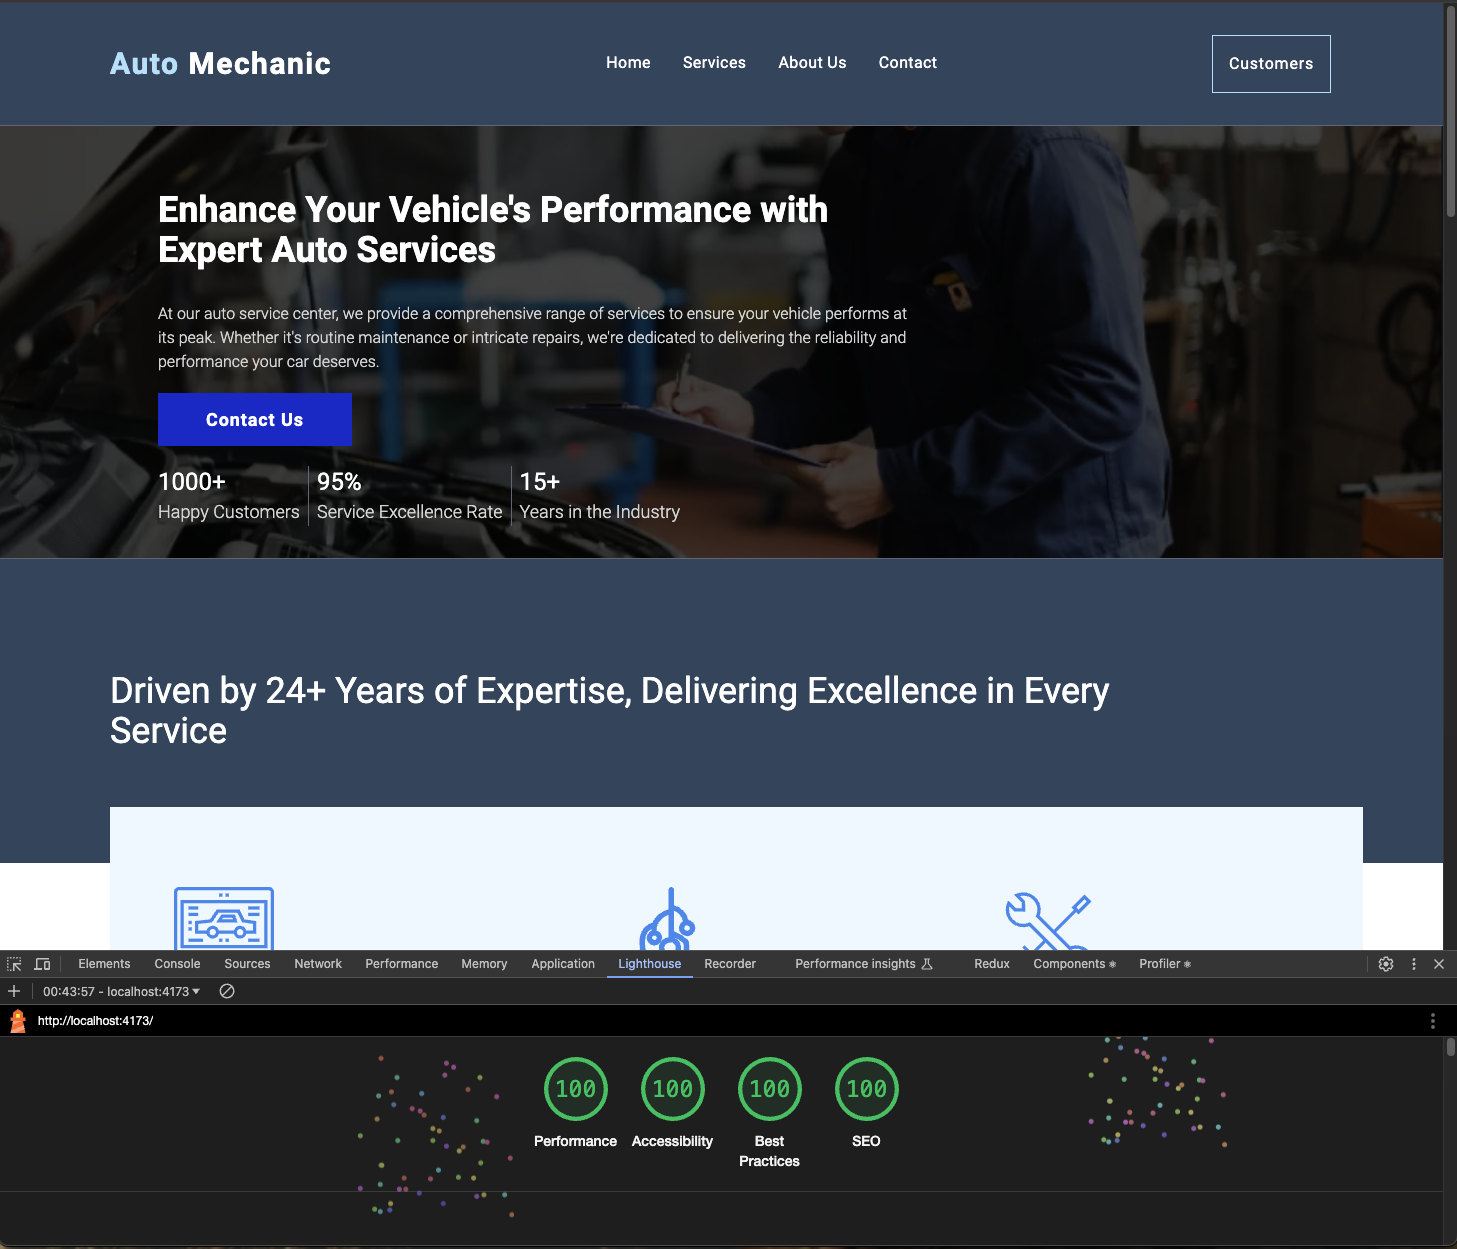 Auto Mechanic
Home Services About Us Contact
Customers
Enhance Your Vehicle's Performance with
Expert Auto Services
At our auto service center, we provide a comprehensive range of services to ensure your vehicle performs at
its peak. Whether it's routine maintenance or intricate repairs, we're dedicated to delivering the reliability and
performance your car deserves.
Contact Us
1000+ 95% 15+
Happy Customers Service Excellence Rate Years in the Industry
Driven by 24+ Years of Expertise, Delivering Excellence in Every
Service
Elements Console Sources Network Performance Memory Application Lighthouse Recorder Performance insights Redux Components Profiler
00:43:57 - localhost:4173
http://localhost:4173/
100 100 100 100
Performance Accessibility Best SEO
Practices